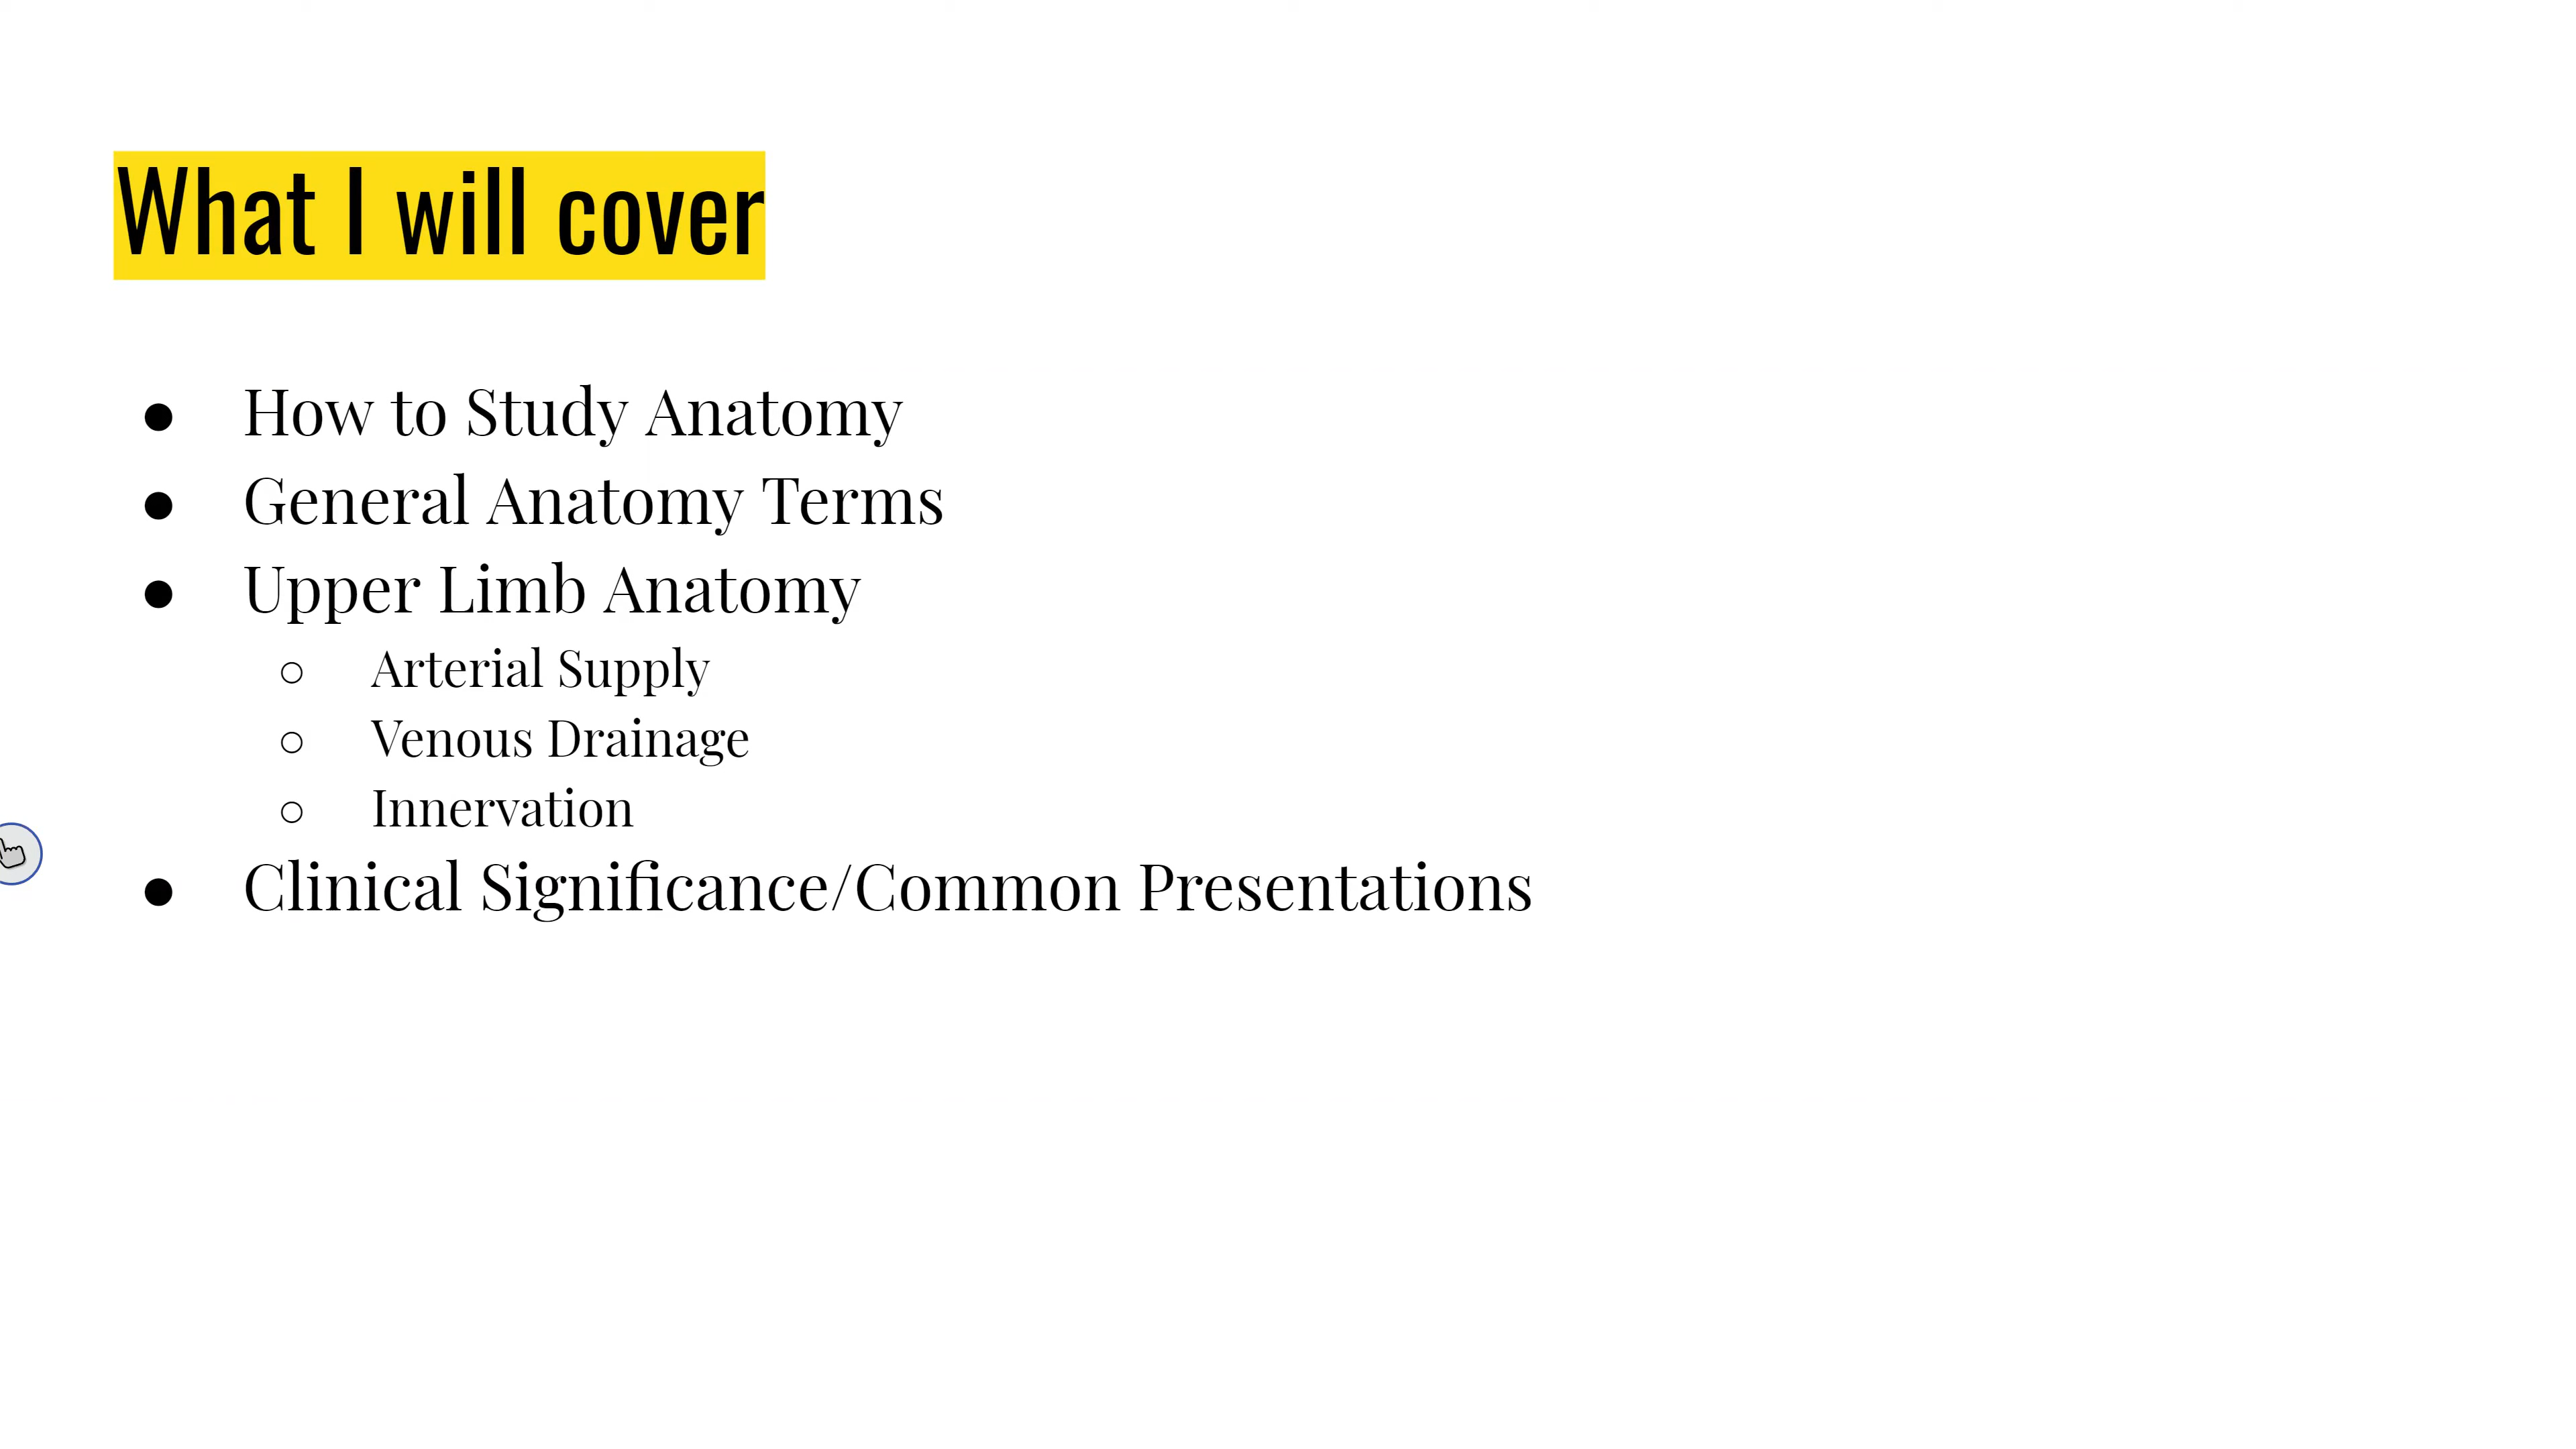 What I will cover
● How to Study Anatomy
● General Anatomy Terms
● Upper Limb Anatomy
○ Arterial Supply
○ Venous Drainage
○ Innervation
● Clinical Significance/Common Presentations